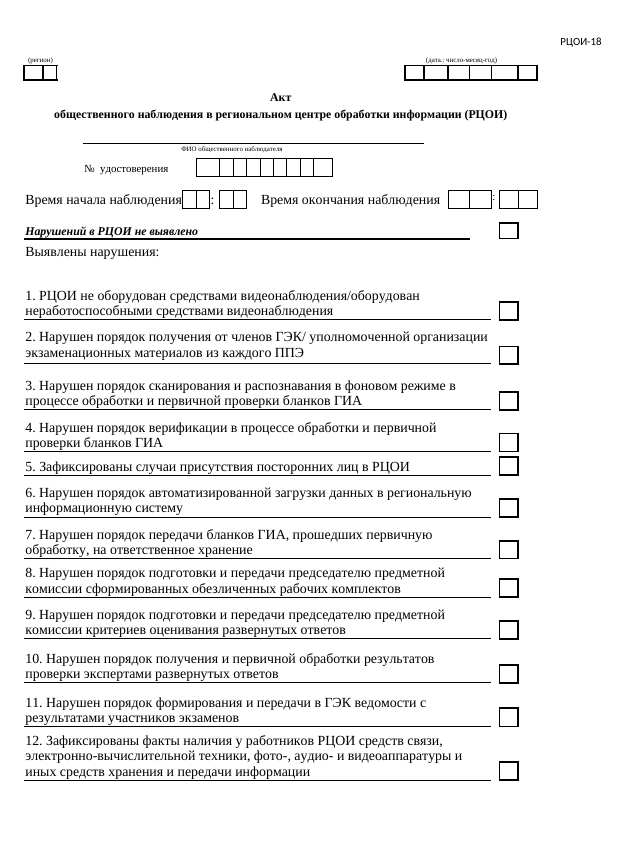 РЦОИ-18
(регион)
(дата.: число-месяц-год)
Акт
общественного наблюдения в региональном центре обработки информации (РЦОИ)
ФИО общественного наблюдателя
№ удостоверения
Время начала наблюдения : Время окончания наблюдения :
Нарушений в РЦОИ не выявлено
Выявлены нарушения:
1. РЦОИ не оборудован средствами видеонаблюдения/оборудован
неработоспособными средствами видеонаблюдения
2. Нарушен порядок получения от членов ГЭК/ уполномоченной организации
экзаменационных материалов из каждого ППЭ
3. Нарушен порядок сканирования и распознавания в фоновом режиме в
процессе обработки и первичной проверки бланков ГИА
4. Нарушен порядок верификации в процессе обработки и первичной
проверки бланков ГИА
5. Зафиксированы случаи присутствия посторонних лиц в РЦОИ
6. Нарушен порядок автоматизированной загрузки данных в региональную
информационную систему
7. Нарушен порядок передачи бланков ГИА, прошедших первичную
обработку, на ответственное хранение
8. Нарушен порядок подготовки и передачи председателю предметной
комиссии сформированных обезличенных рабочих комплектов
9. Нарушен порядок подготовки и передачи председателю предметной
комиссии критериев оценивания развернутых ответов
10. Нарушен порядок получения и первичной обработки результатов
проверки экспертами развернутых ответов
11. Нарушен порядок формирования и передачи в ГЭК ведомости с
результатами участников экзаменов
12. Зафиксированы факты наличия у работников РЦОИ средств связи,
электронно-вычислительной техники, фото-, аудио- и видеоаппаратуры и
иных средств хранения и передачи информации